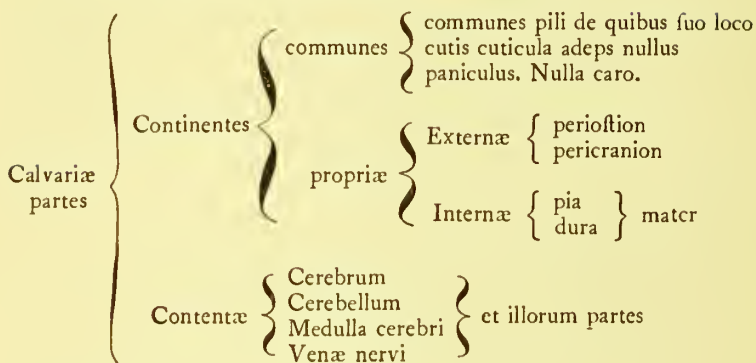 communes pili de quibus ſuo loco
communes cutis cuticula adeps nullus
paniculus. Nulla caro.
Continentes
Externæ perioſtion
pericranion
propriæ
Calvariæ
partes
Internæ pia
dura mater
Cerebrum
Cerebellum
Contentæ et illorum partes
Medulla cerebri
Venæ nervi